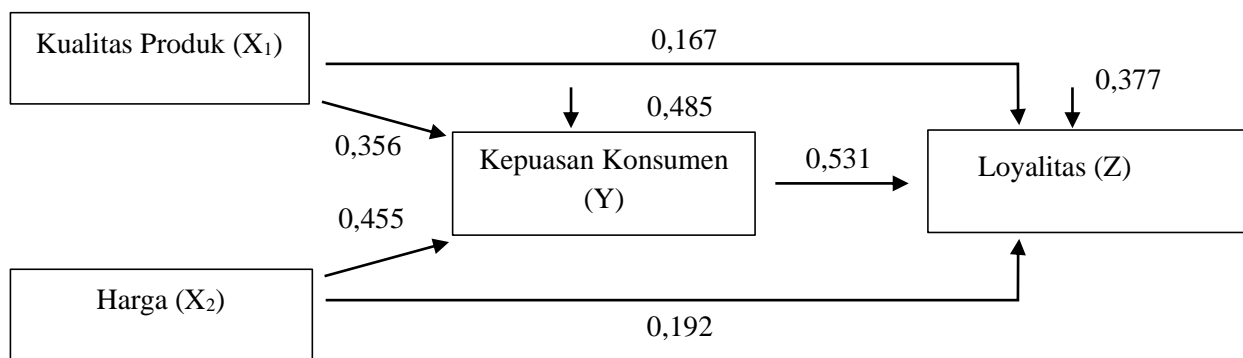 Kualitas Produk (X₁)
0,167
0,377
0,485
0,356
Kepuasan Konsumen
(Y)
0,531
Loyalitas (Z)
0,455
Harga (X₂)
0,192